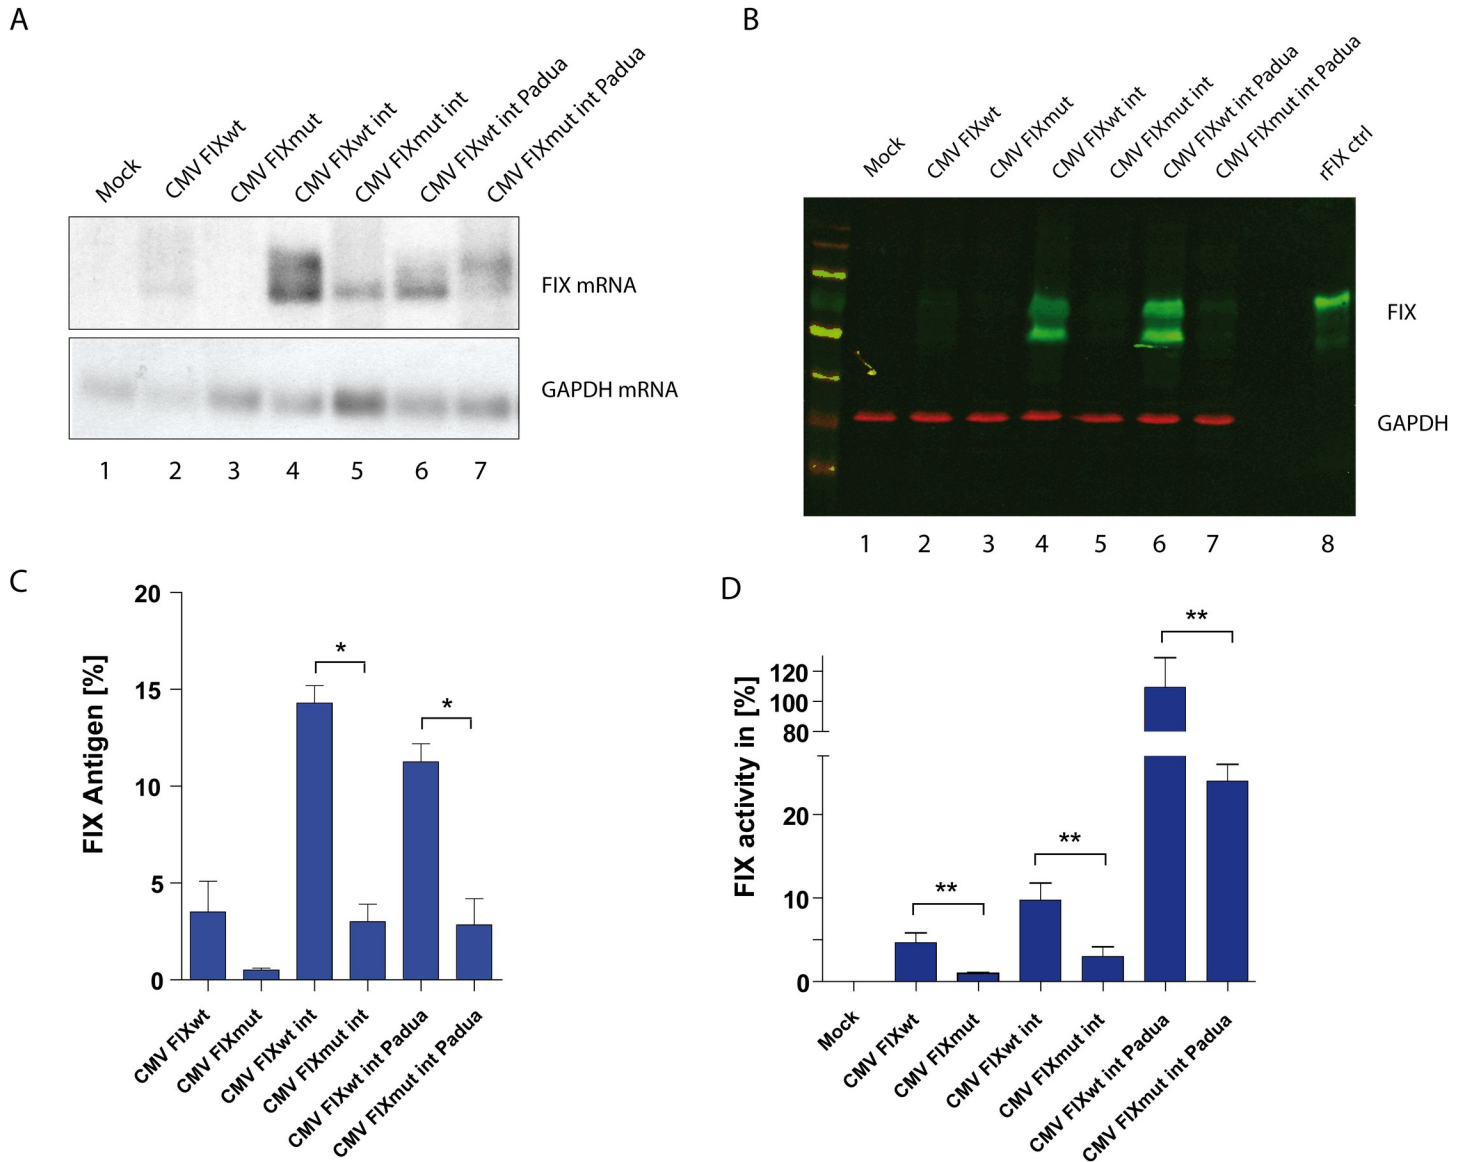 A
Mock
CMV FIXwt
CMV FIXmut
CMV FIXwt int
CMV FIXmut int
CMV FIXwt int Padua
CMV FIXmut int Padua
FIX mRNA
GAPDH mRNA
1 2 3 4 5 6 7
B
Mock
CMV FIXwt
CMV FIXmut
CMV FIXwt int
CMV FIXmut int
CMV FIXwt int Padua
CMV FIXmut int Padua
rFIX ctrl
FIX
GAPDH
1 2 3 4 5 6 7 8
C
FIX Antigen [%]
20
15
10
5
0
*
*
CMV FIXwt
CMV FIXmut
CMV FIXwt int
CMV FIXmut int
CMV FIXwt int Padua
CMV FIXmut int Padua
D
FIX activity in [%]
120
100
80
20
10
0
**
**
**
Mock
CMV FIXwt
CMV FIXmut
CMV FIXwt int
CMV FIXmut int
CMV FIXwt int Padua
CMV FIXmut int Padua